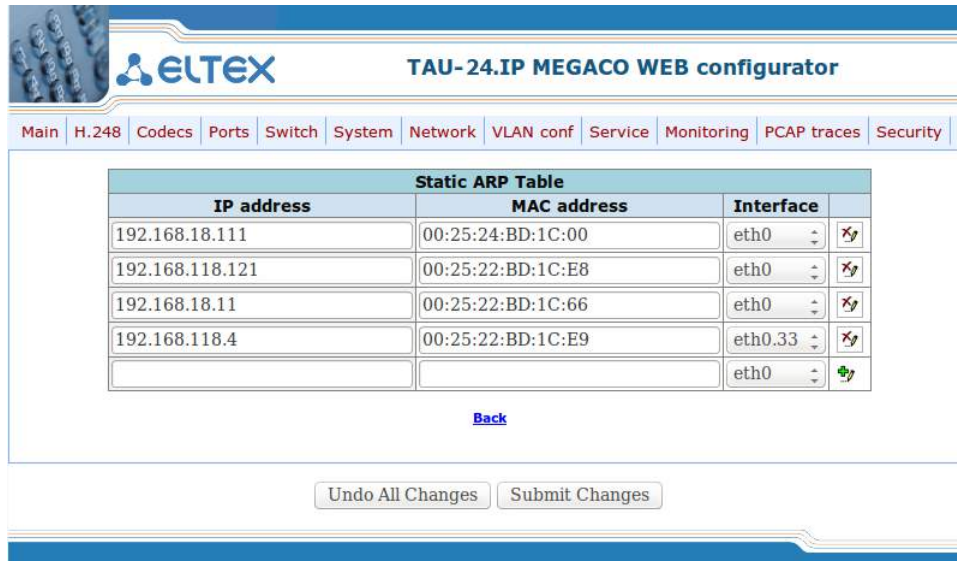 ELTEX TAU-24.IP MEGACO WEB configurator
Main H.248 Codecs Ports Switch System Network VLAN conf Service Monitoring PCAP traces Security
Static ARP Table
IP address MAC address Interface
192.168.18.111 00:25:24:BD:1C:00 eth0
192.168.118.121 00:25:22:BD:1C:E8 eth0
192.168.18.11 00:25:22:BD:1C:66 eth0
192.168.118.4 00:25:22:BD:1C:E9 eth0.33
eth0
Back
Undo All Changes Submit Changes